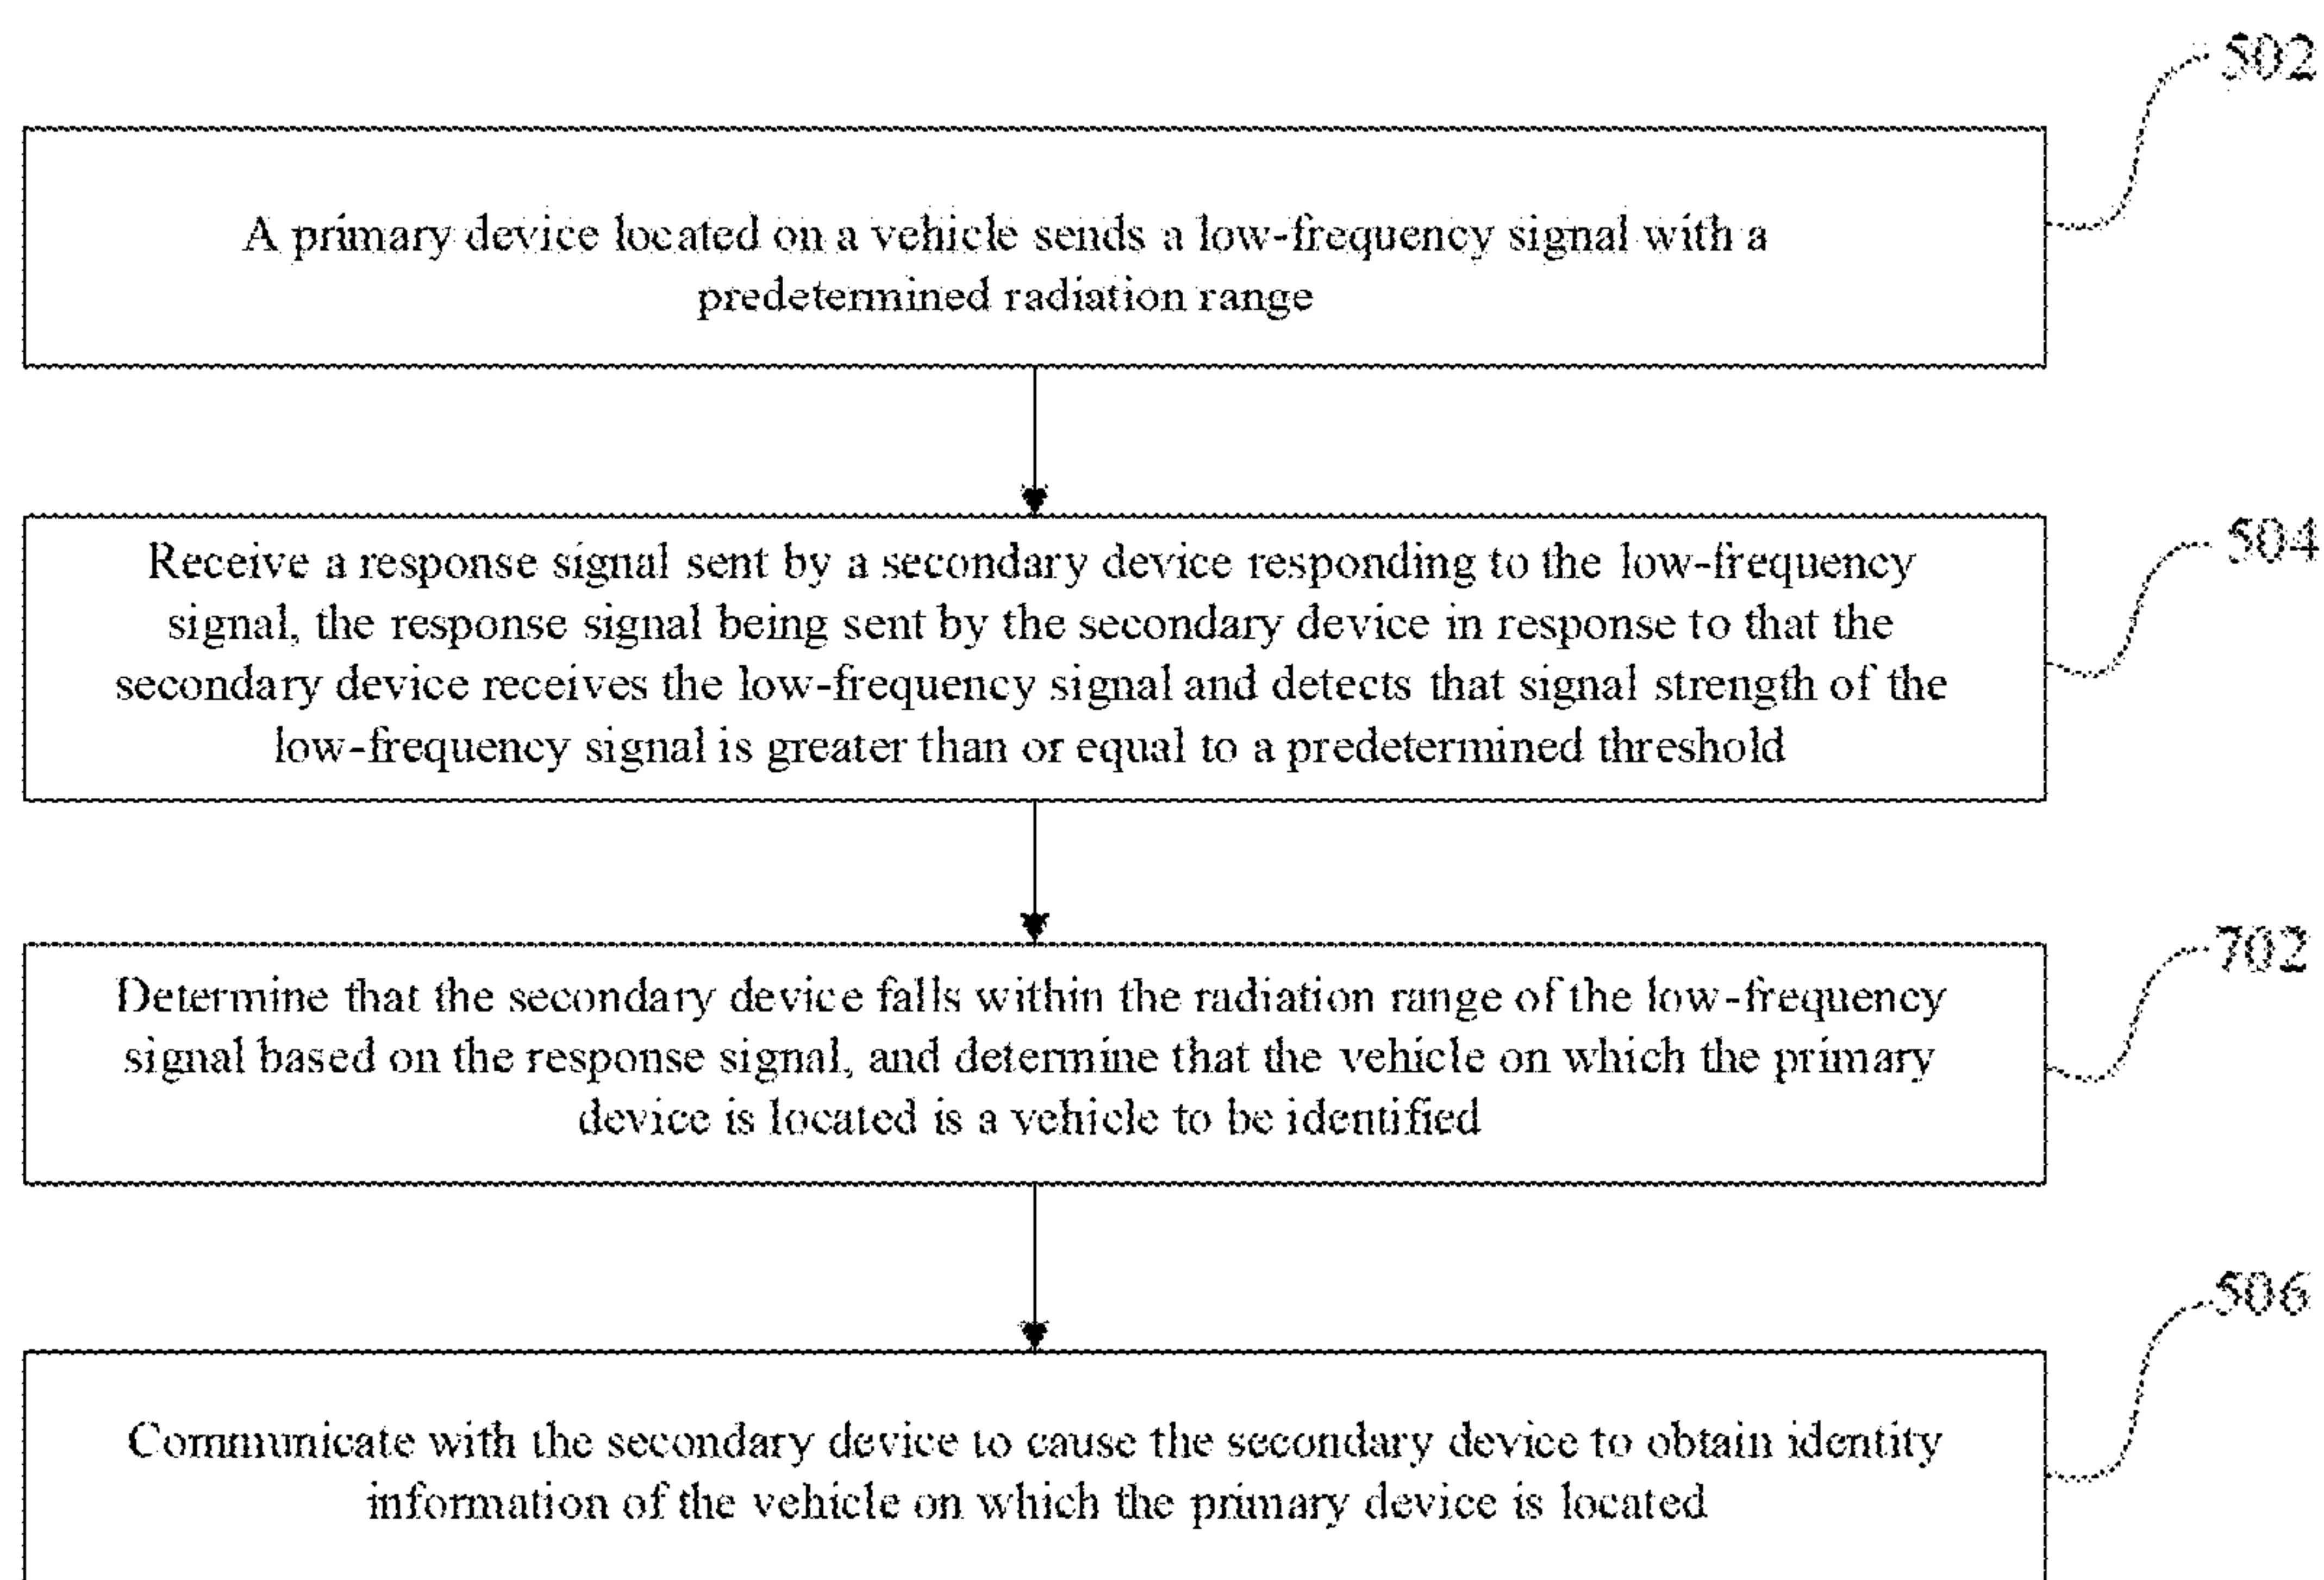 502
A primary device located on a vehicle sends a low-frequency signal with a
predetermined radiation range
504
Receive a response signal sent by a secondary device responding to the low-frequency
signal, the response signal being sent by the secondary device in response to that the
secondary device receives the low-frequency signal and detects that signal strength of the
low-frequency signal is greater than or equal to a predetermined threshold
702
Determine that the secondary device falls within the radiation range of the low-frequency
signal based on the response signal, and determine that the vehicle on which the primary
device is located is a vehicle to be identified
506
Communicate with the secondary device to cause the secondary device to obtain identity
information of the vehicle on which the primary device is located